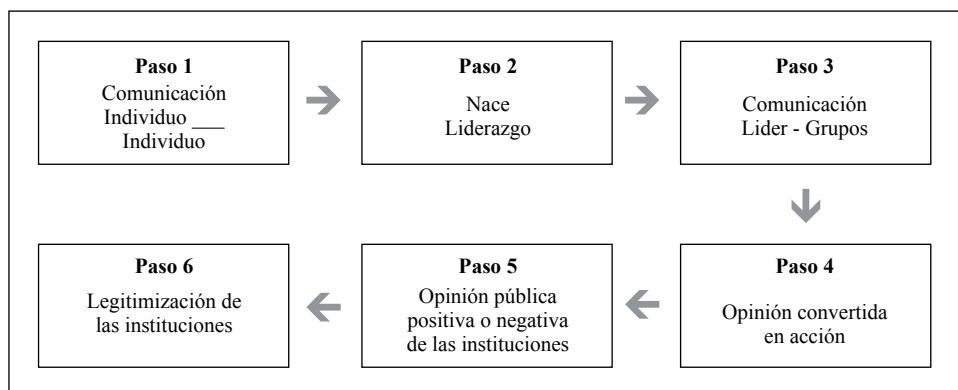 Paso 1
Comunicación
Individuo ___
Individuo
Paso 2
Nace
Liderazgo
Paso 3
Comunicación
Lider - Grupos
Paso 4
Opinión convertida
en acción
Paso 5
Opinión pública
positiva o negativa
de las instituciones
Paso 6
Legitimización de
las instituciones